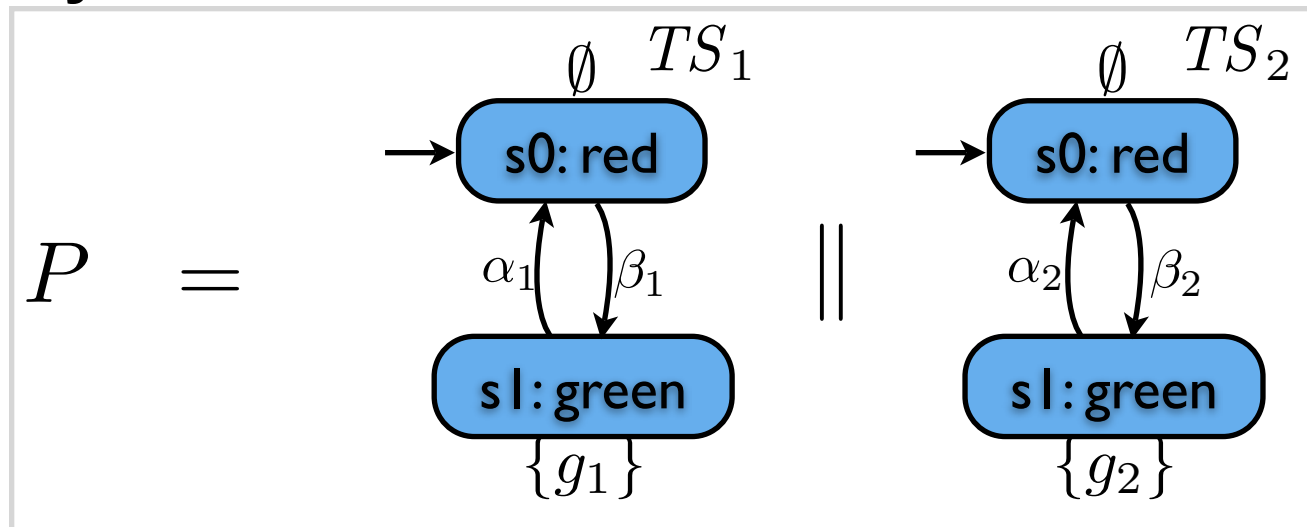 ∅ TS₁ ∅ TS₂
s0: red s0: red
P = α₁ β₁ || α₂ β₂
s1: green s1: green
{g₁} {g₂}